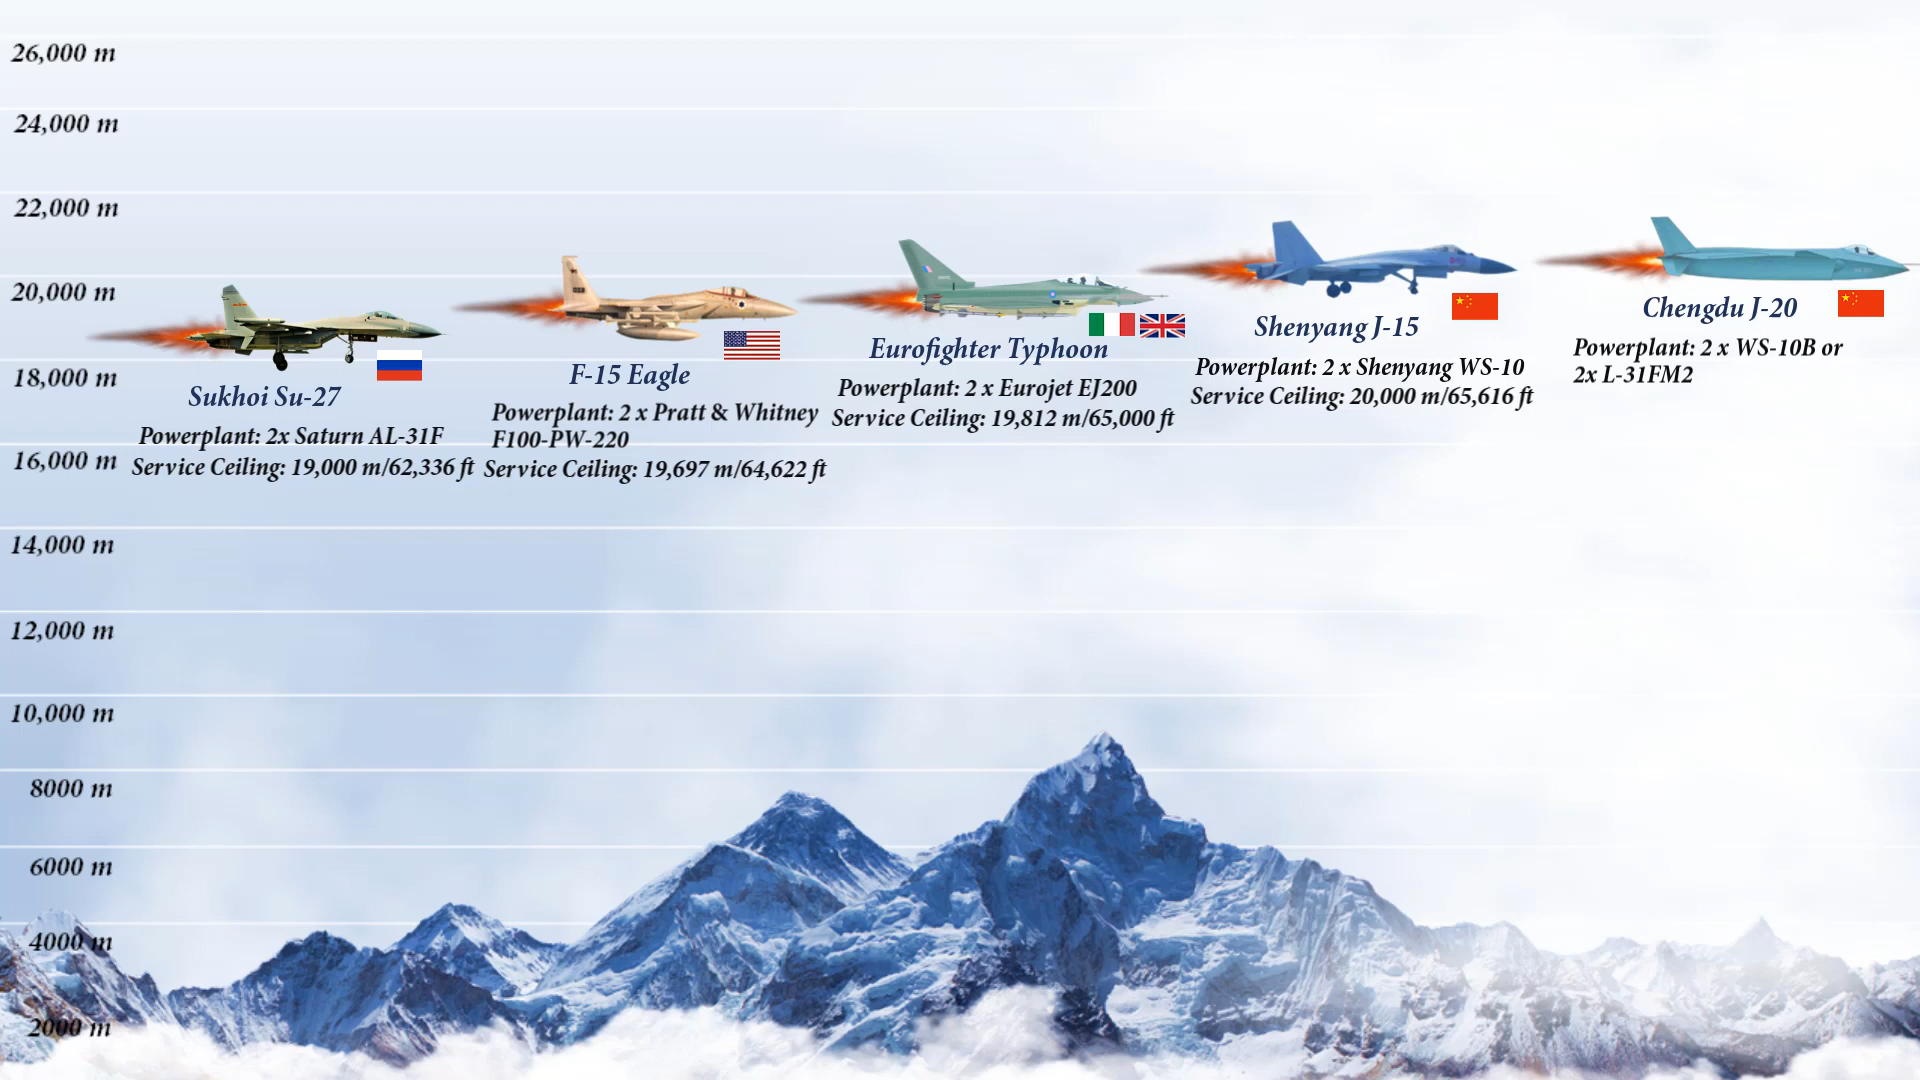 26,000 m
24,000 m
22,000 m
20,000 m
18,000 m
16,000 m
14,000 m
12,000 m
10,000 m
8000 m
6000 m
4000 m
2000 m
Sukhoi Su-27
Powerplant: 2x Saturn AL-31F
Service Ceiling: 19,000 m/62,336 ft
F-15 Eagle
Powerplant: 2 x Pratt & Whitney
F100-PW-220
Service Ceiling: 19,697 m/64,622 ft
Eurofighter Typhoon
Powerplant: 2 x Eurojet EJ200
Service Ceiling: 19,812 m/65,000 ft
Shenyang J-15
Powerplant: 2 x Shenyang WS-10
Service Ceiling: 20,000 m/65,616 ft
Chengdu J-20
Powerplant: 2 x WS-10B or
2x L-31FM2